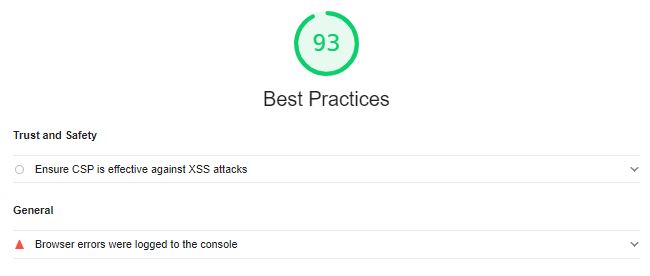 93
Best Practices
Trust and Safety
Ensure CSP is effective against XSS attacks
General
Browser errors were logged to the console